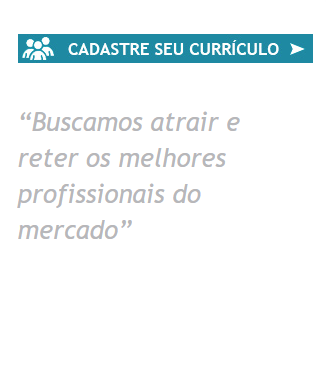 CADASTRE SEU CURRÍCULO
“Buscamos atrair e
reter os melhores
profissionais do
mercado”